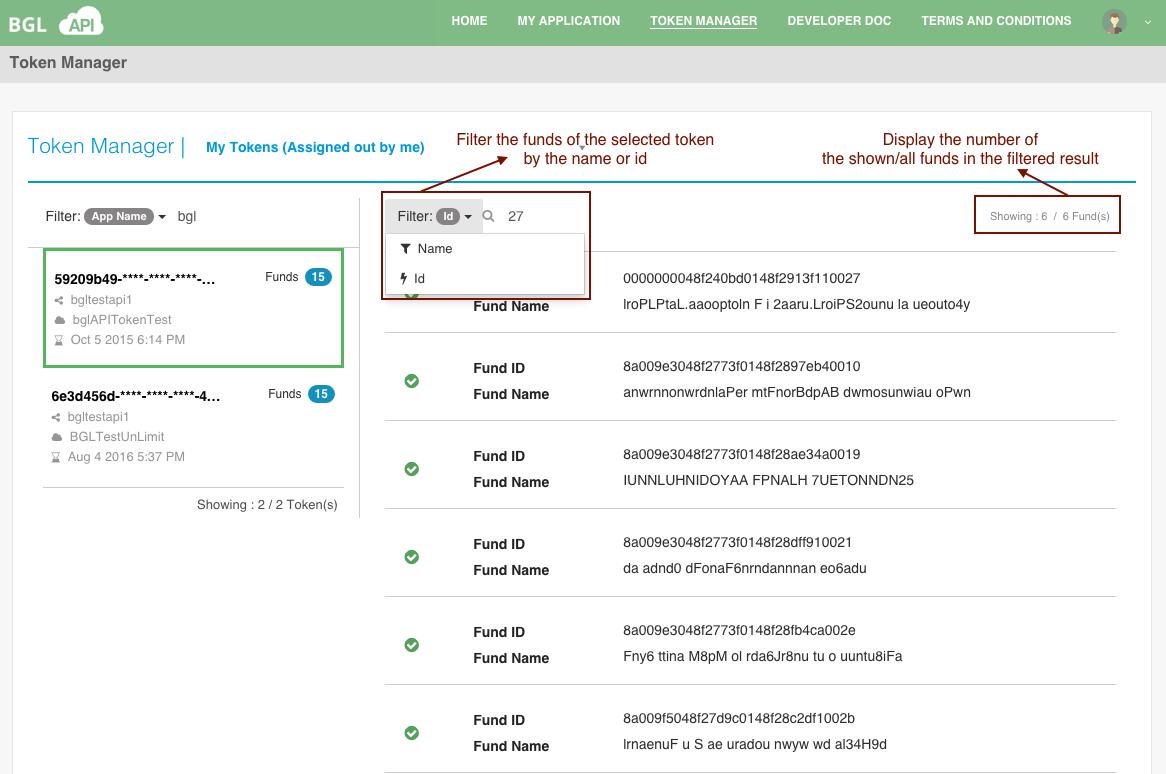 BGL API
HOME MY APPLICATION TOKEN MANAGER DEVELOPER DOC TERMS AND CONDITIONS
Token Manager
Token Manager | My Tokens (Assigned out by me)
Filter the funds of the selected token
by the name or id
Display the number of
the shown/all funds in the filtered result
Filter: App Name bgl
59209b49-****-****-****-... Funds 15
bgltestapi1
bglAPITokenTest
Oct 5 2015 6:14 PM
6e3d456d-****-****-****-4... Funds 15
bgltestapi1
BGLTestUnLimit
Aug 4 2016 5:37 PM
Showing : 2 / 2 Token(s)
Filter: Id 27
Name
Id
Showing : 6 / 6 Fund(s)
0000000048f240bd0148f2913f110027
Fund Name lroPLPtaL.aaooptoln F i 2aaru.LroiPS2ounu la ueouto4y
Fund ID 8a009e3048f2773f0148f2897eb40010
Fund Name anwrnnonwrdnlaPer mtFnorBdpAB dwmosunwiau oPwn
Fund ID 8a009e3048f2773f0148f28ae34a0019
Fund Name IUNNLUHNIDOYAA FPNALH 7UETONNDN25
Fund ID 8a009e3048f2773f0148f28dff910021
Fund Name da adnd0 dFonaF6nrndannnan eo6adu
Fund ID 8a009e3048f2773f0148f28fb4ca002e
Fund Name Fny6 ttina M8pM ol rda6Jr8nu tu o uuntu8iFa
Fund ID 8a009f5048f27d9c0148f28c2df1002b
Fund Name lrnaenuF u S ae uradou nwyw wd al34H9d